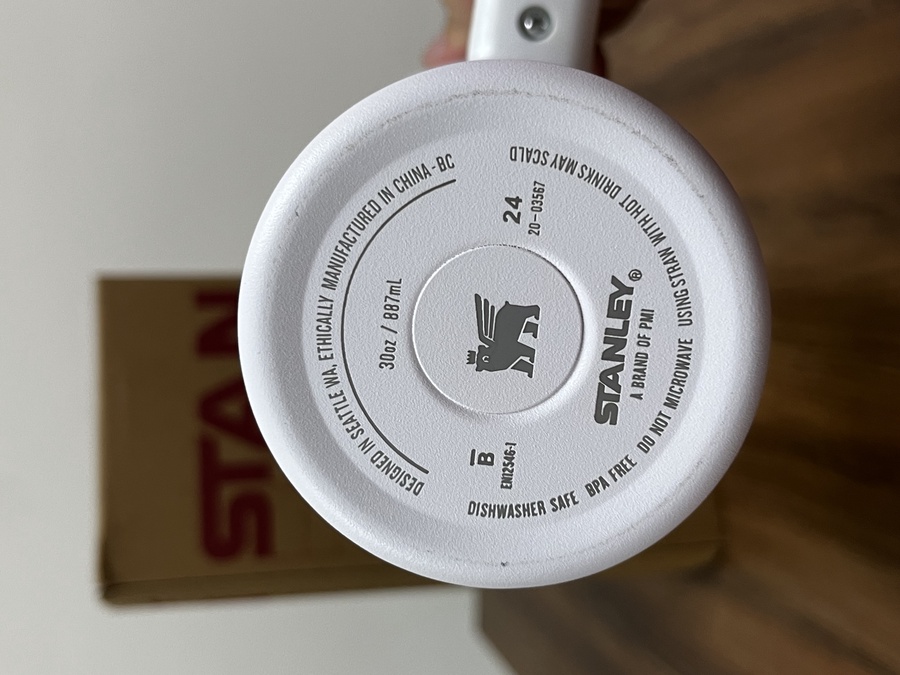 DESIGNED IN SEATTLE WA, ETHICALLY MANUFACTURED IN CHINA-BC
30oz / 887mL
B
EN12546-1
24
20-03567
STANLEY®
A BRAND OF PMI
DISHWASHER SAFE BPA FREE DO NOT MICROWAVE USING STRAW WITH HOT DRINKS MAY SCALD
STAN